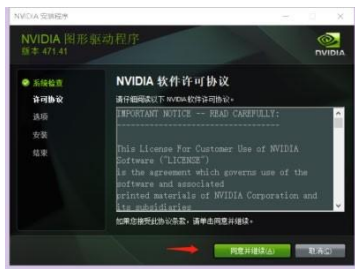 NVIDIA 安装程序
NVIDIA 图形驱动程序
版本 471.41
NVIDIA.
系统检查
许可协议
选项
安装
结束
NVIDIA 软件许可协议
请仔细阅读以下 NVIDIA 软件许可协议。
IMPORTANT NOTICE -- READ CAREFULLY:
-----------------------------------
This License For Customer Use of NVIDIA
Software ("LICENSE")
is the agreement which governs use of the
software and associated
printed materials of NVIDIA Corporation and
its subsidiaries
如果您接受此协议条款，请单击同意并继续。
同意并继续(A)
取消(C)